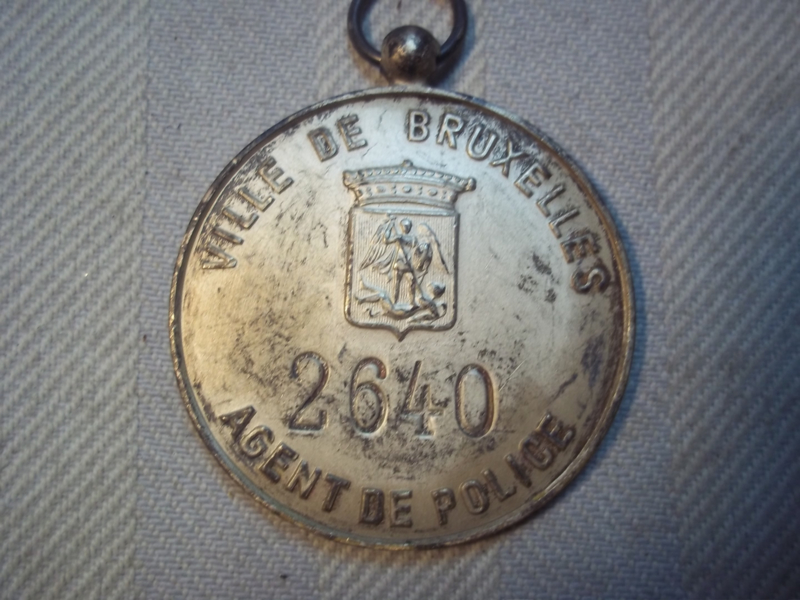 VILLE DE BRUXELLES
2640
AGENT DE POLICE